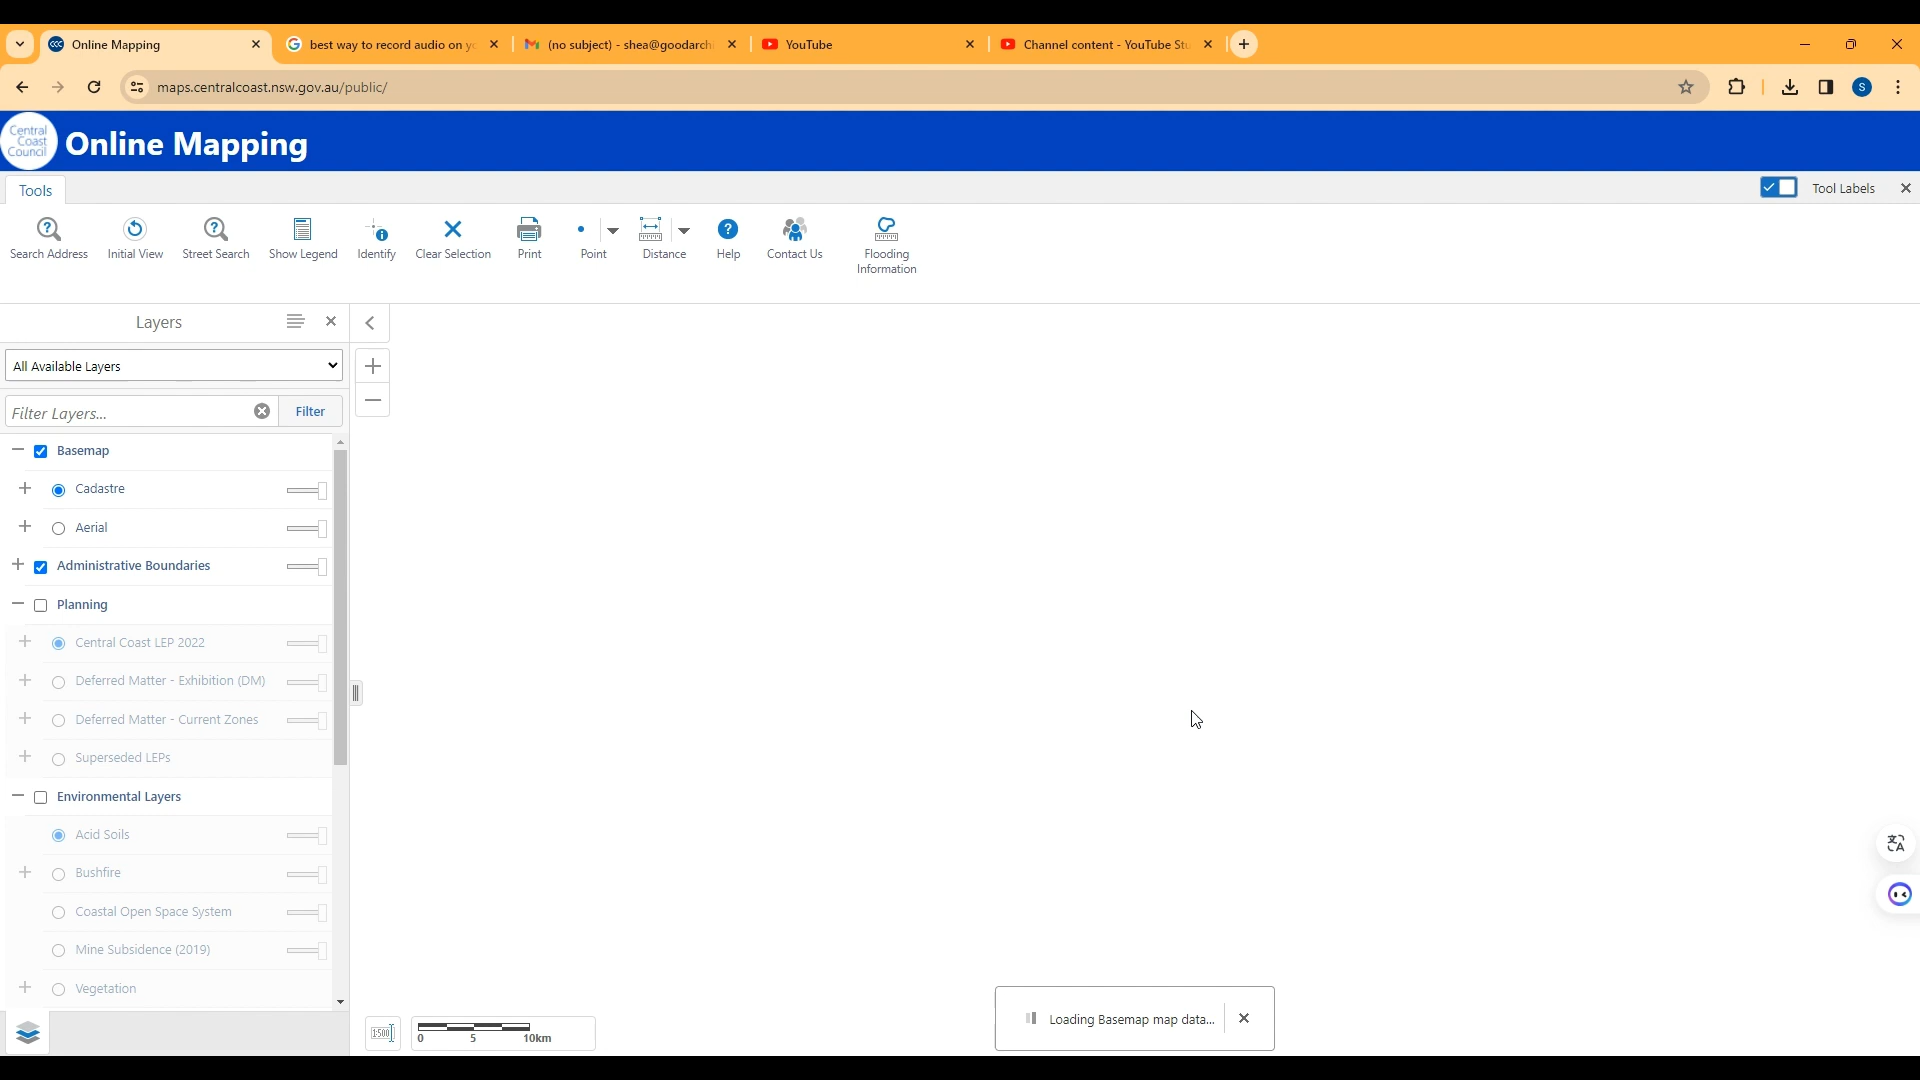 Online Mapping
best way to record audio on yo
(no subject) - shea@goodarch
YouTube
Channel content - YouTube Stu
maps.centralcoast.nsw.gov.au/public/
S
Central
Coast
Council
Online Mapping
Tools
Tool Labels
Search Address
Initial View
Street Search
Show Legend
Identify
Clear Selection
Print
Point
Distance
Help
Contact Us
Flooding
Information
Layers
All Available Layers
Filter Layers...
Filter
Basemap
Cadastre
Aerial
Administrative Boundaries
Planning
Central Coast LEP 2022
Deferred Matter - Exhibition (DM)
Deferred Matter - Current Zones
Superseded LEPs
Environmental Layers
Acid Soils
Bushfire
Coastal Open Space System
Mine Subsidence (2019)
Vegetation
1:500
0 5 10km
Loading Basemap map data...